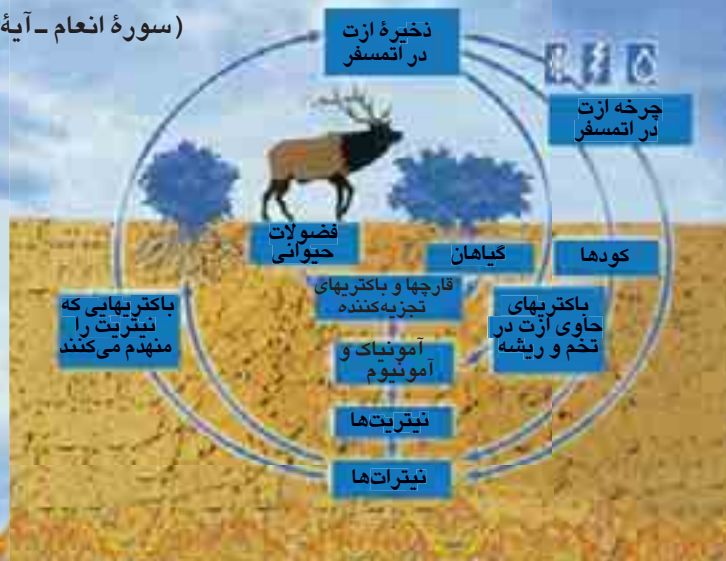 (سورهٔ انعام ـ آیهٔ
ذخیرهٔ ازت
در اتمسفر
چرخه ازت
در اتمسفر
فضولات
حیوانی
گیاهان
کودها
قارچها و باکتریهای
تجزیه‌کننده
باکتریهای
حاوی ازت در
تخم و ریشه
باکتریهایی که
نیتریت را
منهدم می‌کنند
آمونیاک و
آمونیوم
نیتریت‌ها
نیترات‌ها